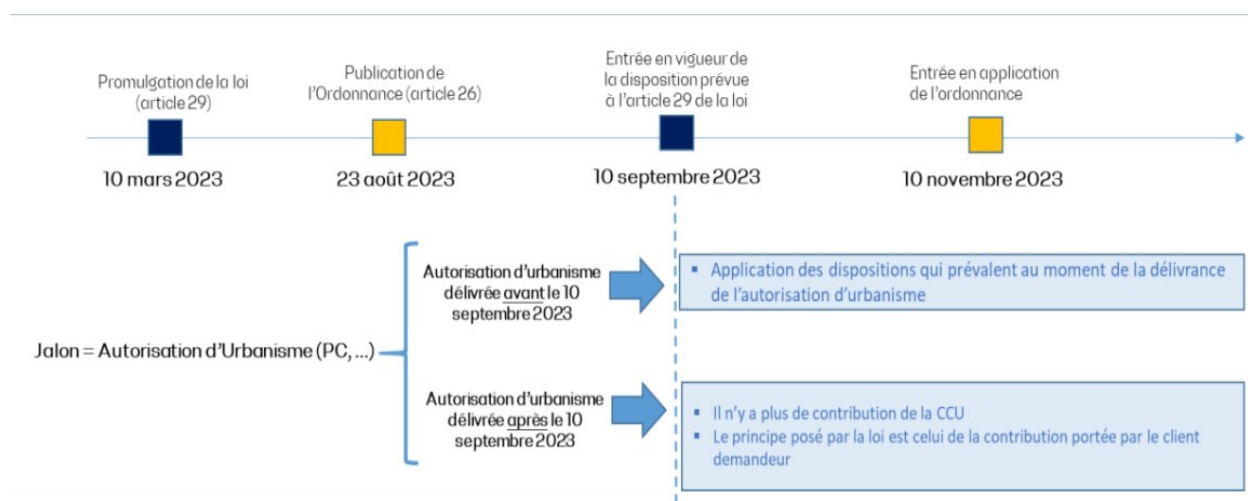 Promulgation de la loi
(article 29)
Publication de
l'Ordonnance (article 26)
Entrée en vigueur de
la disposition prévue
à l'article 29 de la loi
Entrée en application
de l'ordonnance
10 mars 2023
23 août 2023
10 septembre 2023
10 novembre 2023
Autorisation d'urbanisme
délivrée avant le 10
septembre 2023
▪ Application des dispositions qui prévalent au moment de la délivrance
de l'autorisation d'urbanisme
Jalon = Autorisation d'Urbanisme (PC, ...)
Autorisation d'urbanisme
délivrée après le 10
septembre 2023
▪ Il n'y a plus de contribution de la CCU
▪ Le principe posé par la loi est celui de la contribution portée par le client
demandeur